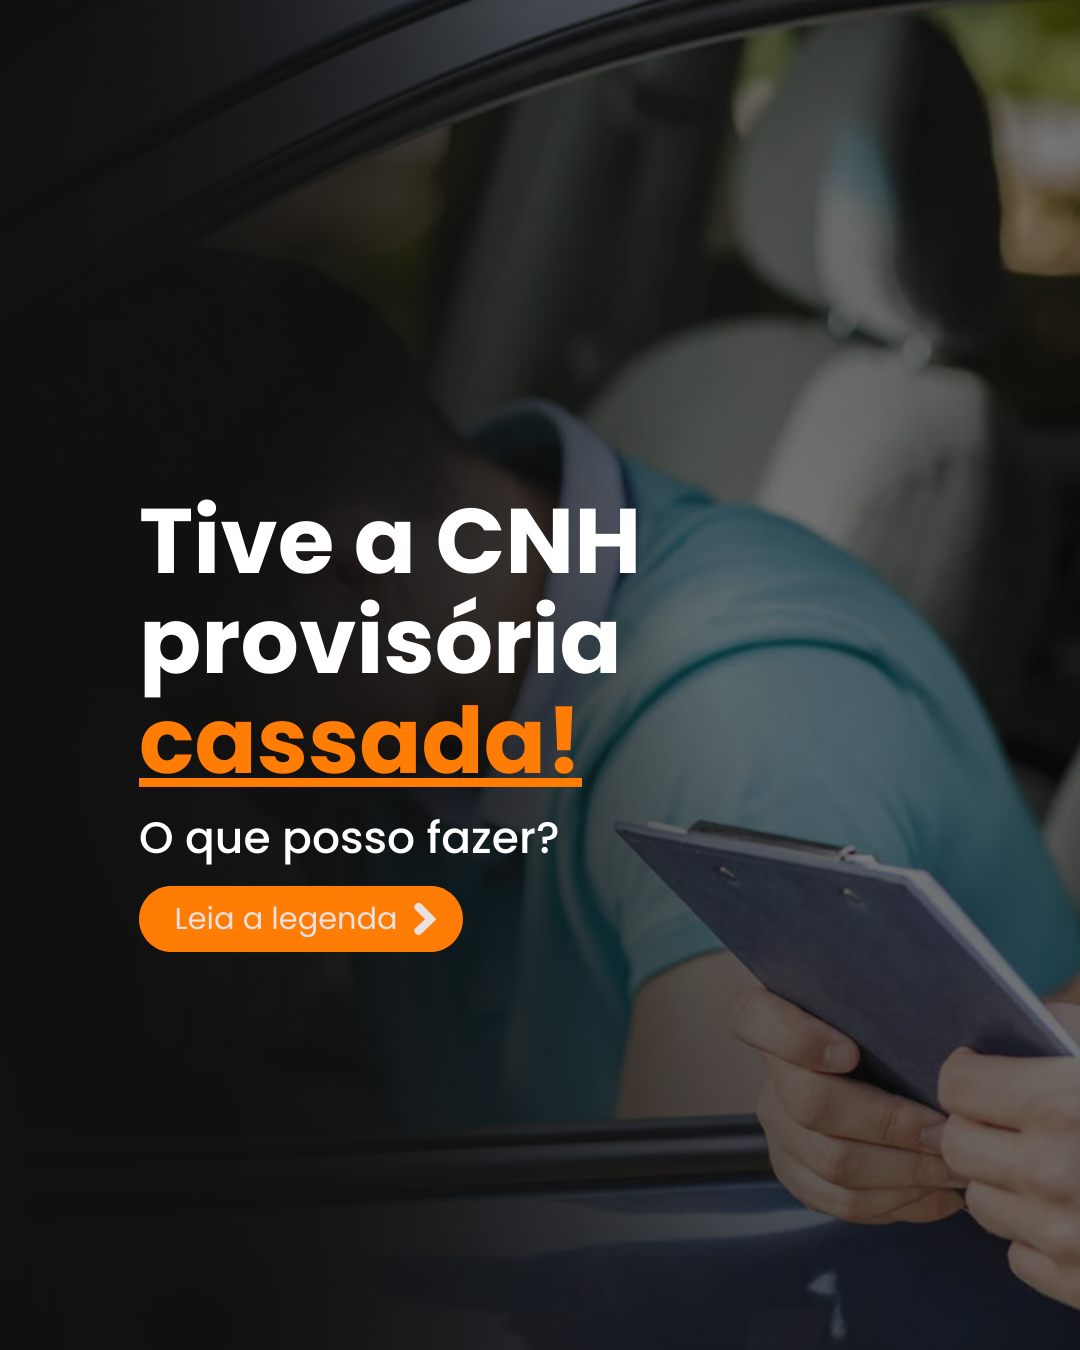 Tive a CNH
provisória
cassada!
O que posso fazer?
Leia a legenda